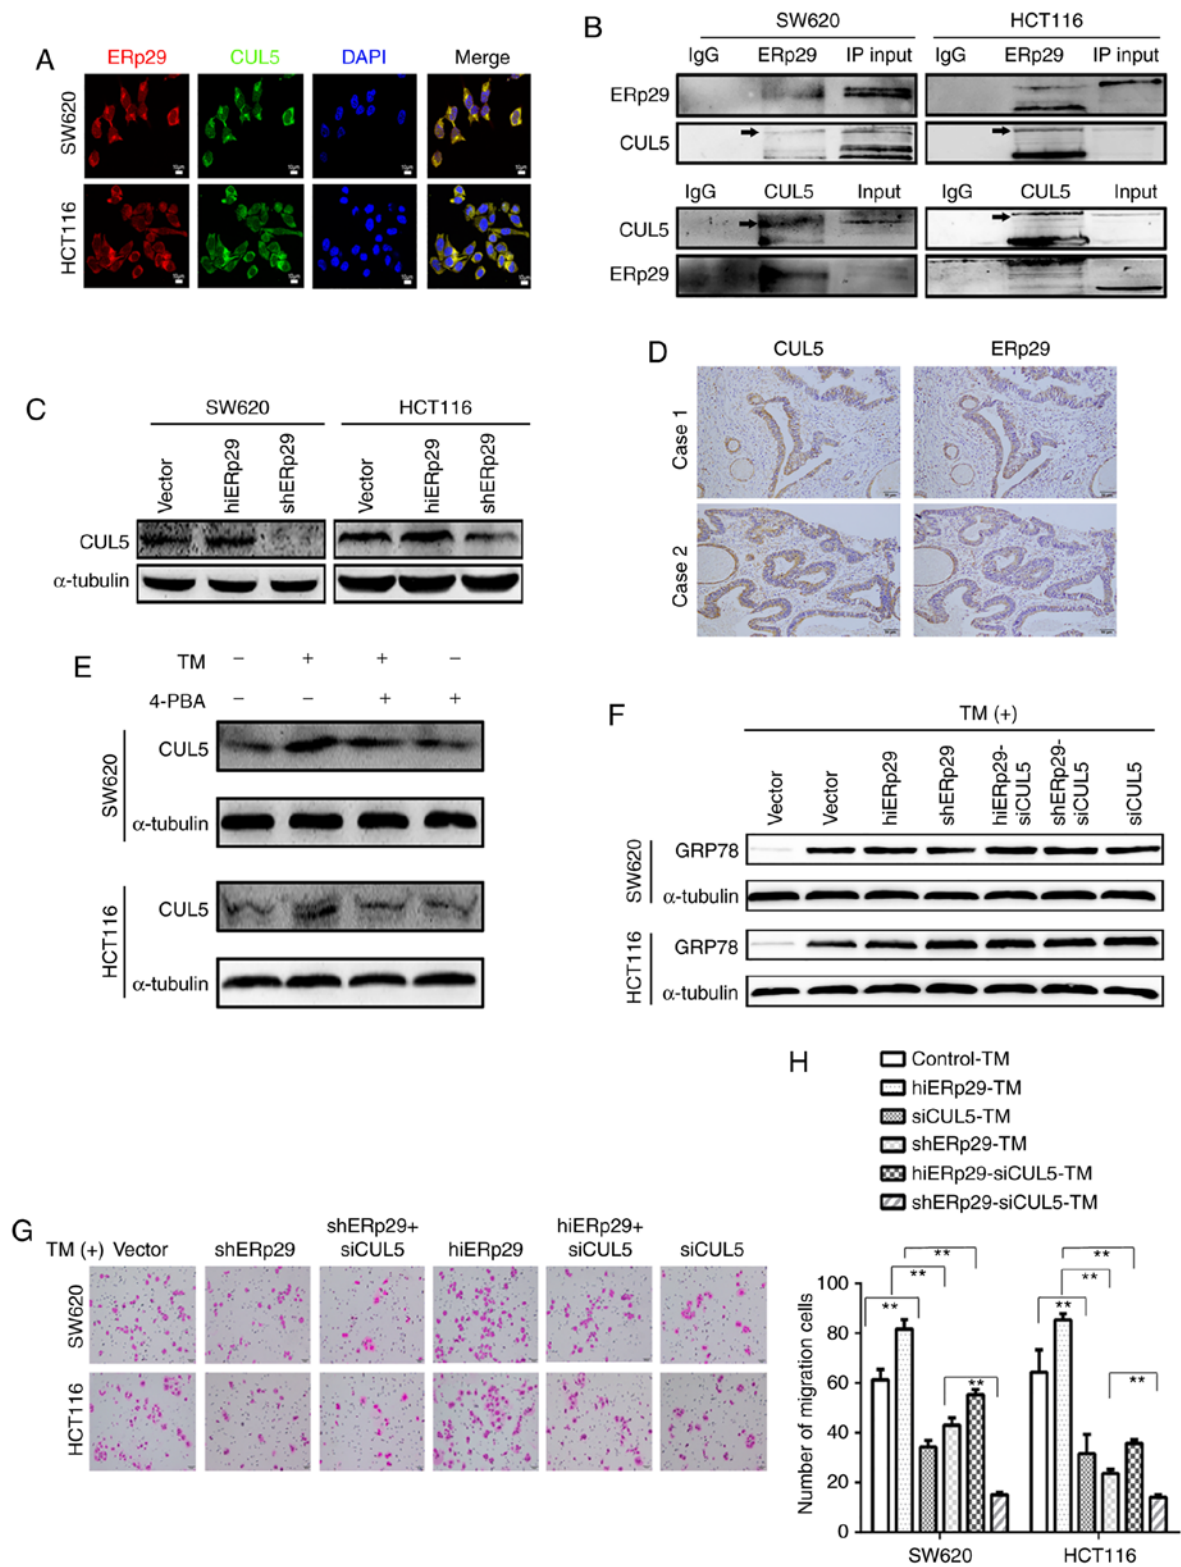 A
ERp29 CUL5 DAPI Merge
SW620
HCT116
B
SW620 HCT116
IgG ERp29 IP input IgG ERp29 IP input
ERp29
CUL5
IgG CUL5 Input IgG CUL5 Input
CUL5
ERp29
C
SW620 HCT116
Vector hiERp29 shERp29 Vector hiERp29 shERp29
CUL5
α-tubulin
D
CUL5 ERp29
Case 1
Case 2
E
TM − + + −
4-PBA − − + +
SW620
CUL5
α-tubulin
HCT116
CUL5
α-tubulin
F
TM (+)
Vector Vector hiERp29 shERp29 hiERp29-siCUL5 shERp29-siCUL5 siCUL5
SW620
GRP78
α-tubulin
HCT116
GRP78
α-tubulin
G
TM (+) Vector shERp29 shERp29+siCUL5 hiERp29 hiERp29+siCUL5 siCUL5
SW620
HCT116
H
Control-TM
hiERp29-TM
siCUL5-TM
shERp29-TM
hiERp29-siCUL5-TM
shERp29-siCUL5-TM
Number of migration cells
100
80
60
40
20
0
** ** ** **
** ** ** **
SW620 HCT116